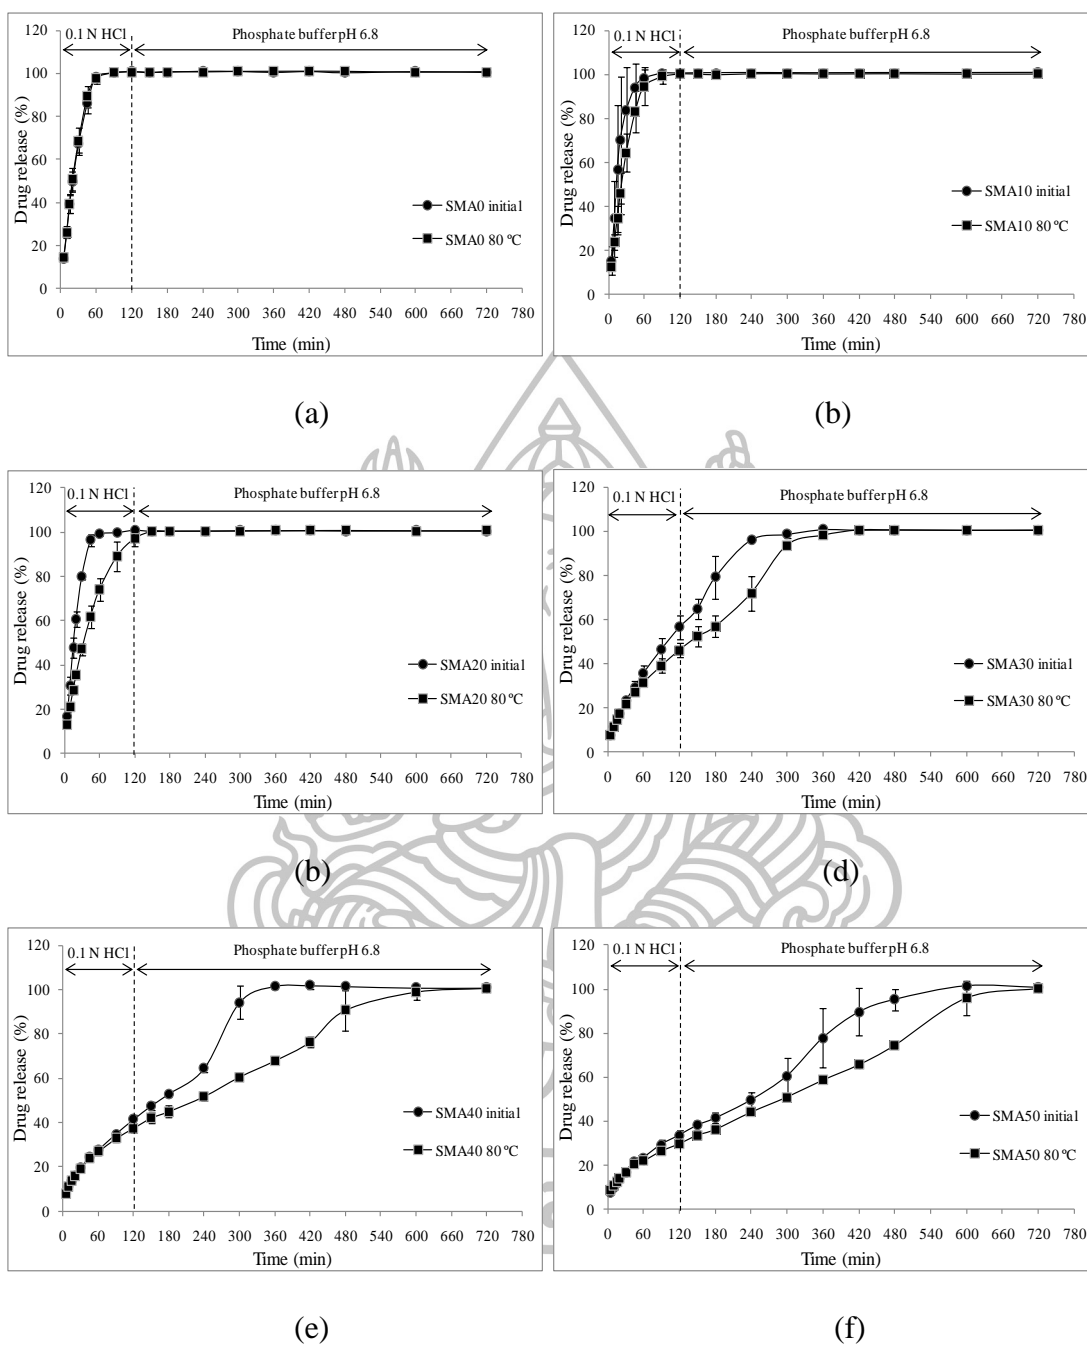 120
0.1 N HCl
Phosphate buffer pH 6.8
100
80
60
40
20
0
Drug release (%)
SMA0 initial
SMA0 80 ºC
0 60 120 180 240 300 360 420 480 540 600 660 720 780
Time (min)
(a)
120
0.1 N HCl
Phosphate buffer pH 6.8
100
80
60
40
20
0
Drug release (%)
SMA10 initial
SMA10 80 ºC
0 60 120 180 240 300 360 420 480 540 600 660 720 780
Time (min)
(b)
120
0.1 N HCl
Phosphate buffer pH 6.8
100
80
60
40
20
0
Drug release (%)
SMA20 initial
SMA20 80 ºC
0 60 120 180 240 300 360 420 480 540 600 660 720 780
Time (min)
(b)
120
0.1 N HCl
Phosphate buffer pH 6.8
100
80
60
40
20
0
Drug release (%)
SMA30 initial
SMA30 80 ºC
0 60 120 180 240 300 360 420 480 540 600 660 720 780
Time (min)
(d)
120
0.1 N HCl
Phosphate buffer pH 6.8
100
80
60
40
20
0
Drug release (%)
SMA40 initial
SMA40 80 ºC
0 60 120 180 240 300 360 420 480 540 600 660 720 780
Time (min)
(e)
120
0.1 N HCl
Phosphate buffer pH 6.8
100
80
60
40
20
0
Drug release (%)
SMA50 initial
SMA50 80 ºC
0 60 120 180 240 300 360 420 480 540 600 660 720 780
Time (min)
(f)